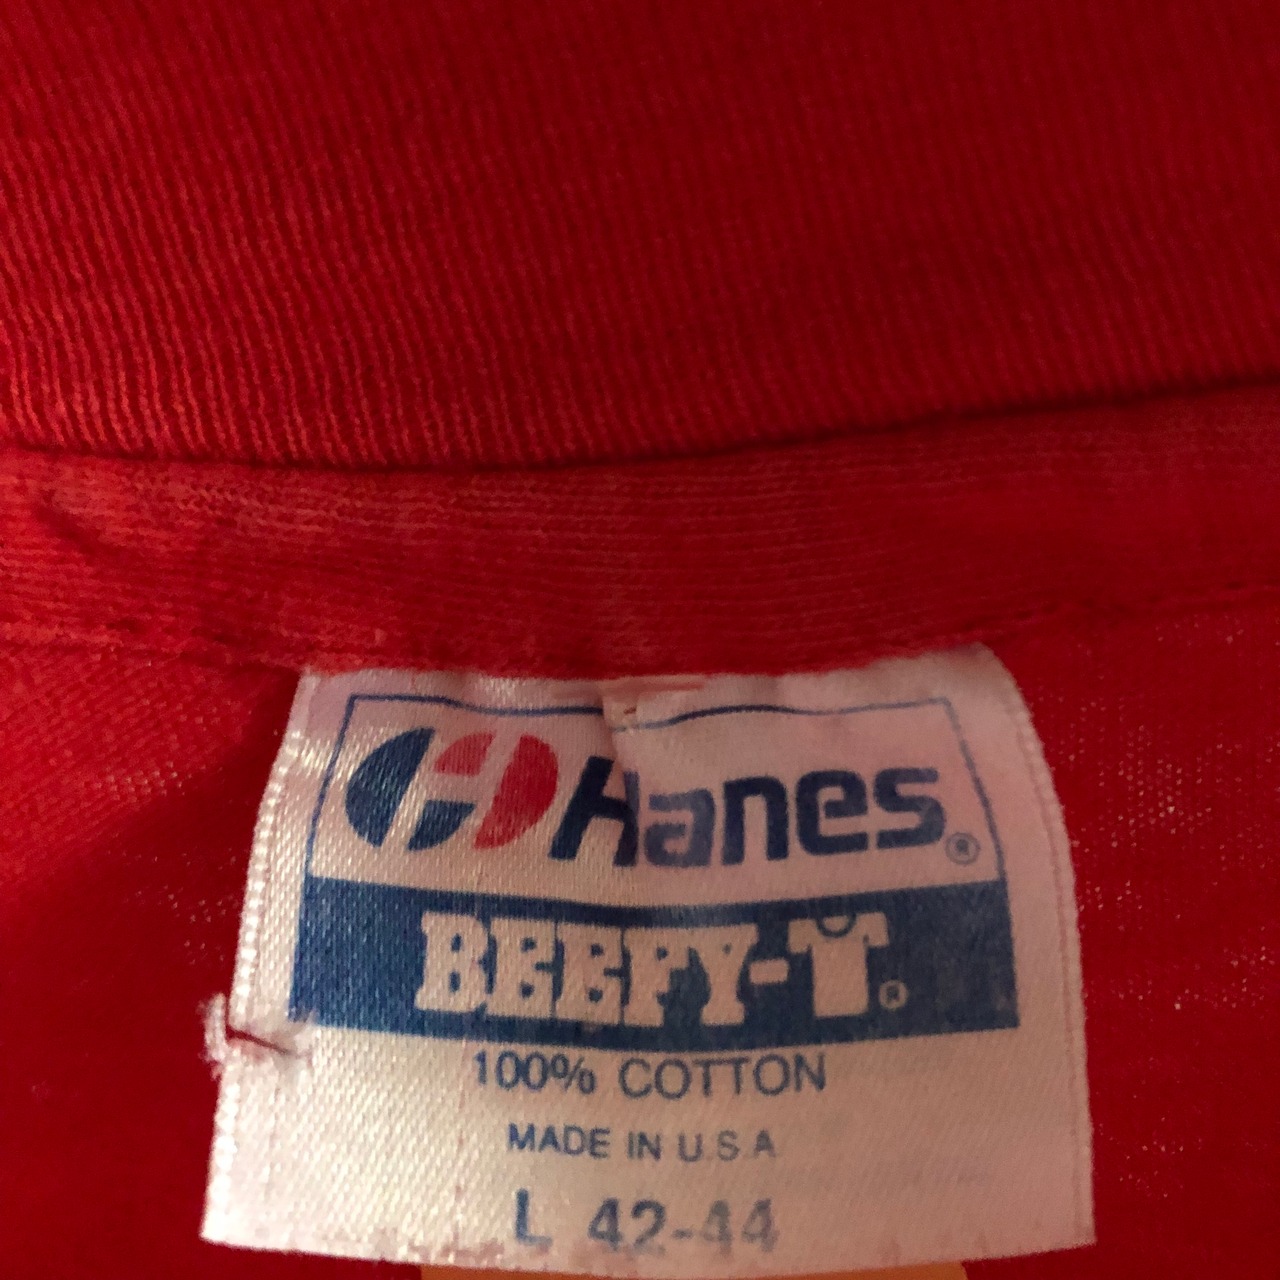 Hanes®
BEEFY-T®
100% COTTON
MADE IN U.S.A
L 42-44